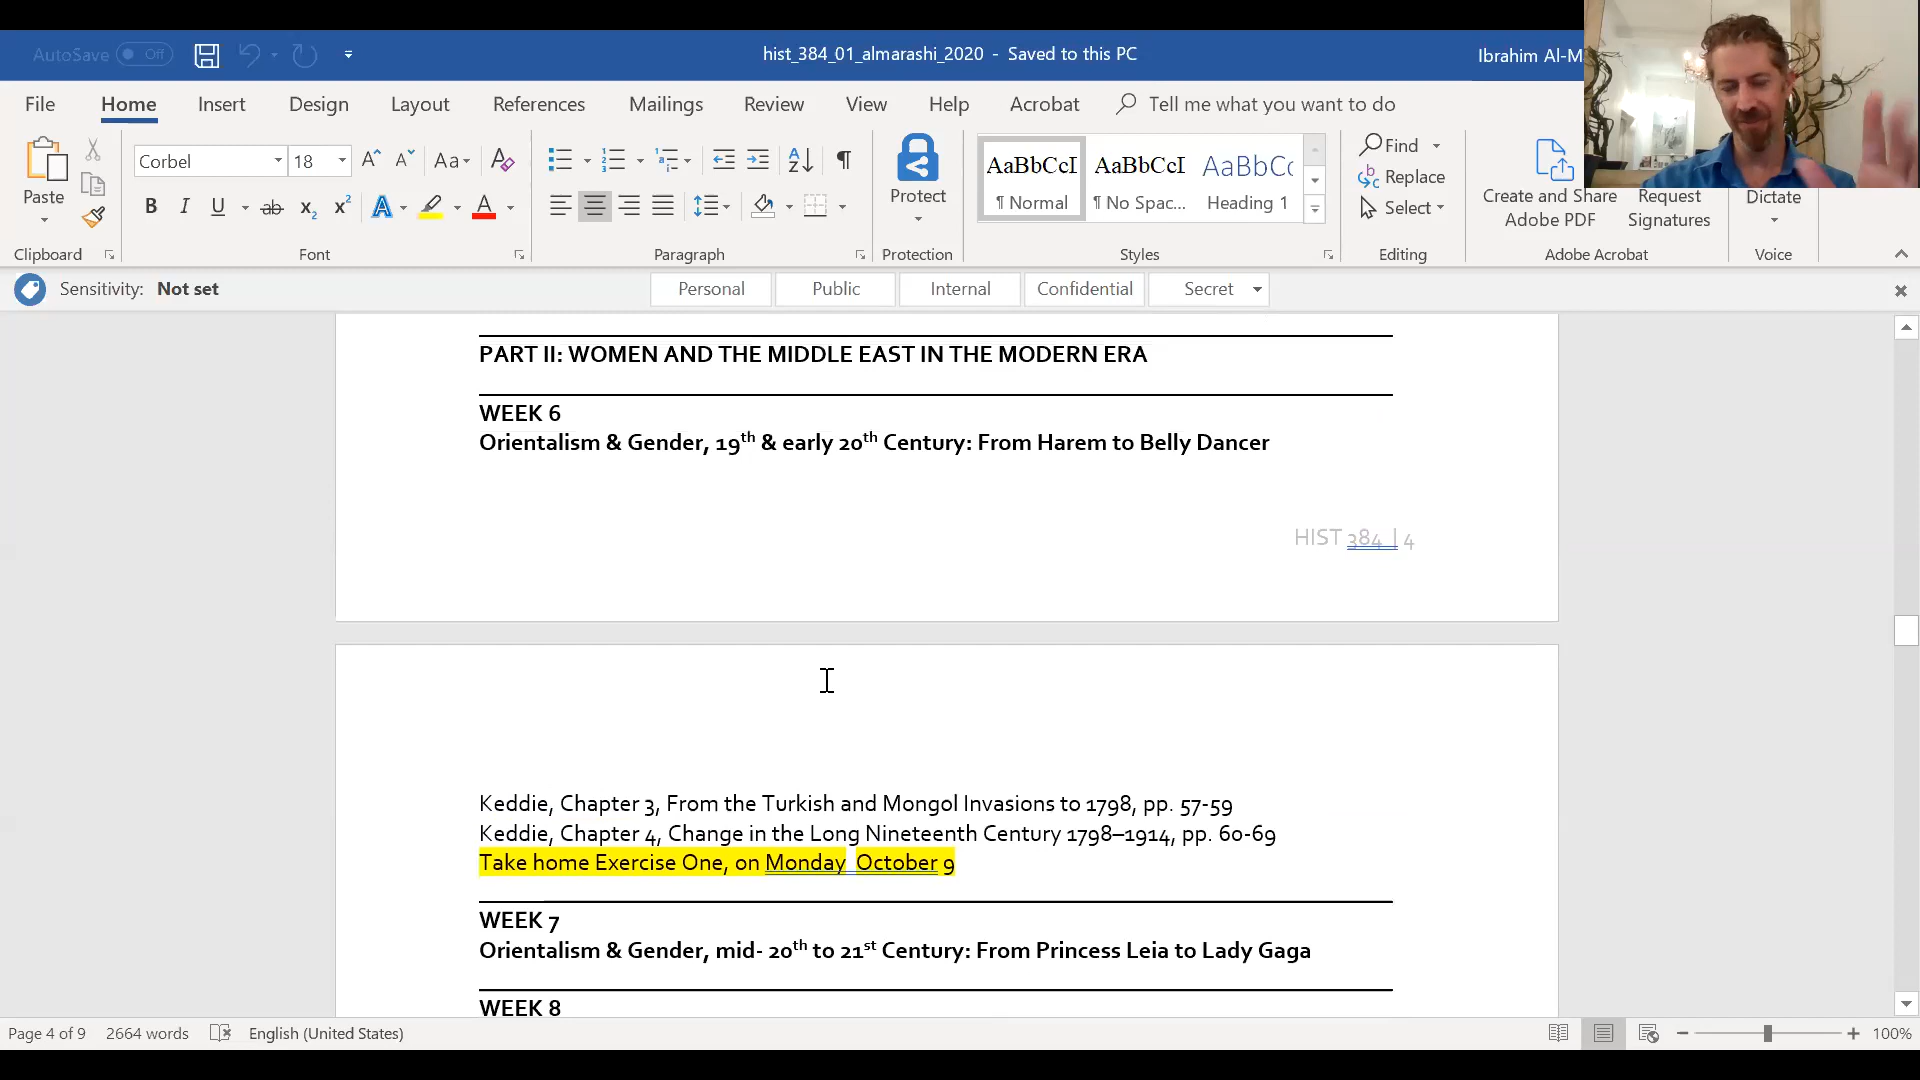 AutoSave Off
hist_384_01_almarashi_2020 - Saved to this PC
Ibrahim Al-M
File Home Insert Design Layout References Mailings Review View Help Acrobat Tell me what you want to do
Paste
Clipboard
Corbel 18
Aa
B I U ab x₂ x² A A
Font
Paragraph
Protect
Protection
AaBbCcI AaBbCcI AaBbCc
¶ Normal ¶ No Spac... Heading 1
Styles
Find
Replace
Select
Editing
Create and Share Adobe PDF
Request Signatures
Adobe Acrobat
Dictate
Voice
Sensitivity: Not set Personal Public Internal Confidential Secret
PART II: WOMEN AND THE MIDDLE EAST IN THE MODERN ERA
WEEK 6
Orientalism & Gender, 19th & early 20th Century: From Harem to Belly Dancer
HIST 384 | 4
Keddie, Chapter 3, From the Turkish and Mongol Invasions to 1798, pp. 57-59
Keddie, Chapter 4, Change in the Long Nineteenth Century 1798–1914, pp. 60-69
Take home Exercise One, on Monday October 9
WEEK 7
Orientalism & Gender, mid- 20th to 21st Century: From Princess Leia to Lady Gaga
WEEK 8
Page 4 of 9 2664 words English (United States) 100%